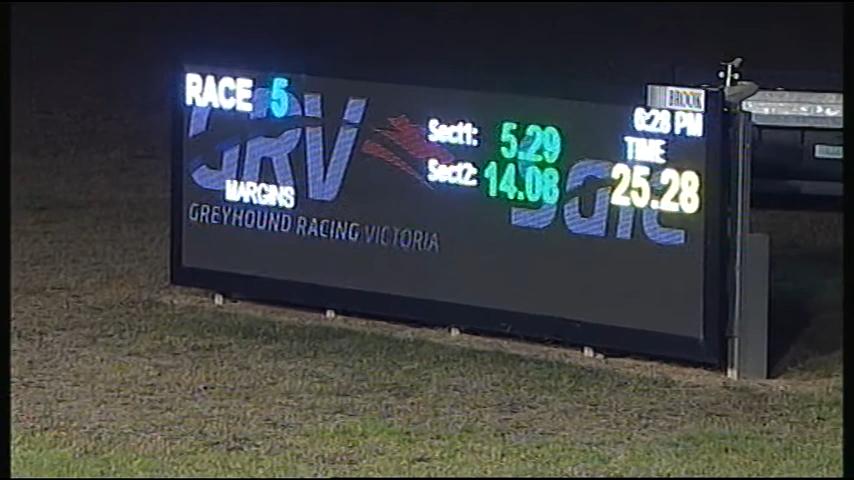 RACE 5
BROOK
6:28 PM
GRV
Sect1: 5.29
TIME
Sect2: 14.08
25.28
MARGINS
GREYHOUND RACING VICTORIA